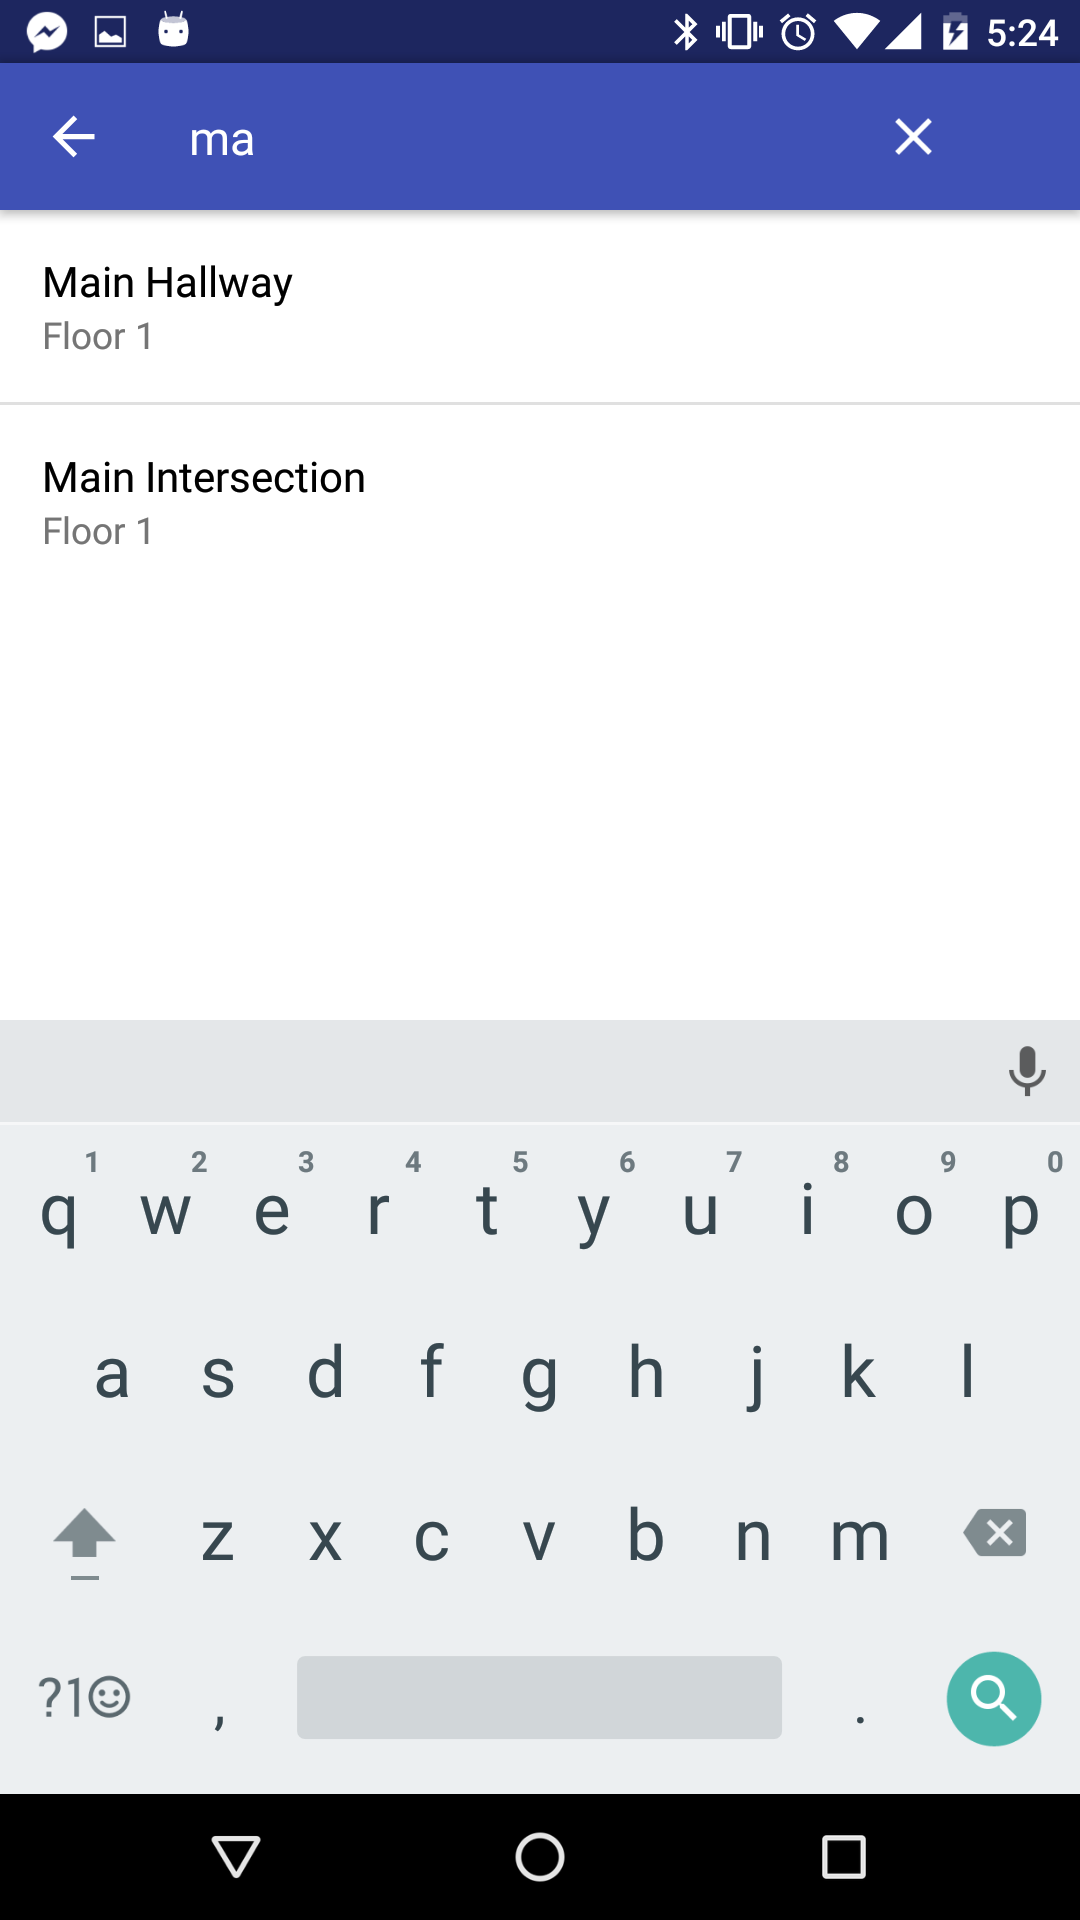 5:24
ma
Main Hallway
Floor 1
Main Intersection
Floor 1
1 2 3 4 5 6 7 8 9 0
q w e r t y u i o p
a s d f g h j k l
z x c v b n m
?1☺ , .